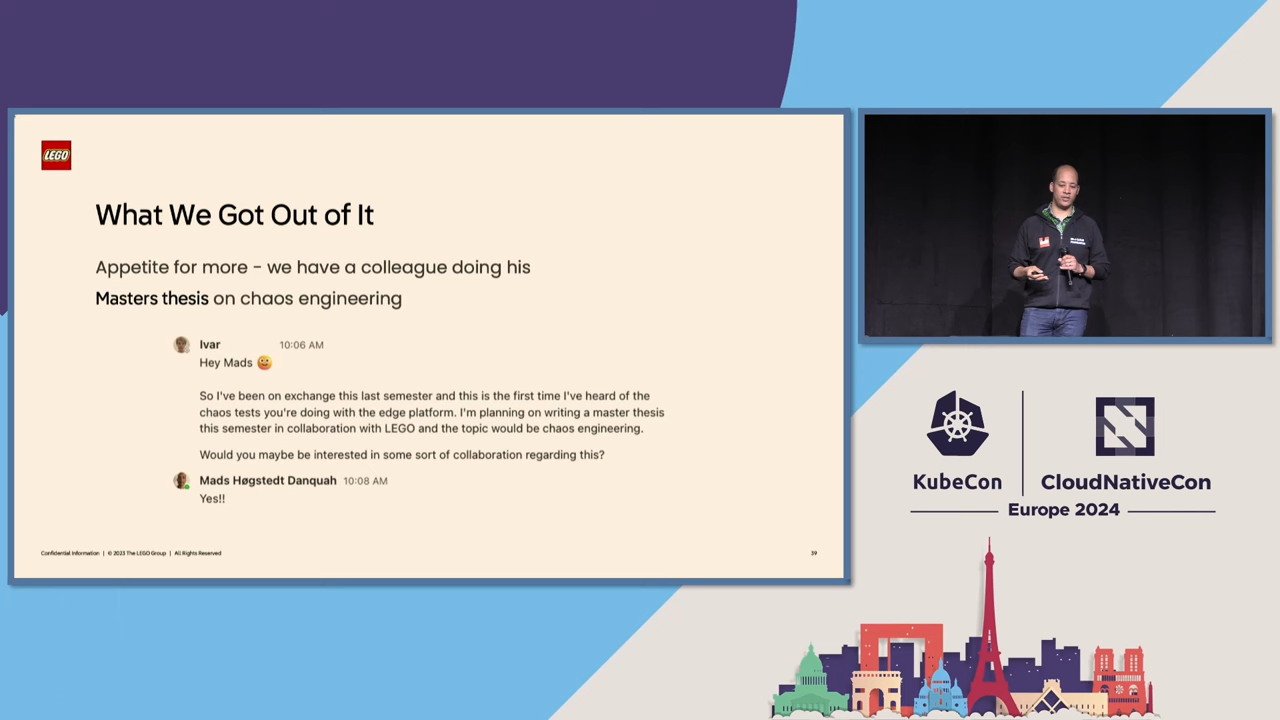 LEGO
What We Got Out of It
Appetite for more - we have a colleague doing his
Masters thesis on chaos engineering
Ivar 10:06 AM
Hey Mads 😀
So I've been on exchange this last semester and this is the first time I've heard of the
chaos tests you're doing with the edge platform. I'm planning on writing a master thesis
this semester in collaboration with LEGO and the topic would be chaos engineering.
Would you maybe be interested in some sort of collaboration regarding this?
Mads Høgstedt Danquah 10:08 AM
Yes!!
Confidential Information | © 2023 The LEGO Group | All Rights Reserved
39
KubeCon
CloudNativeCon
Europe 2024